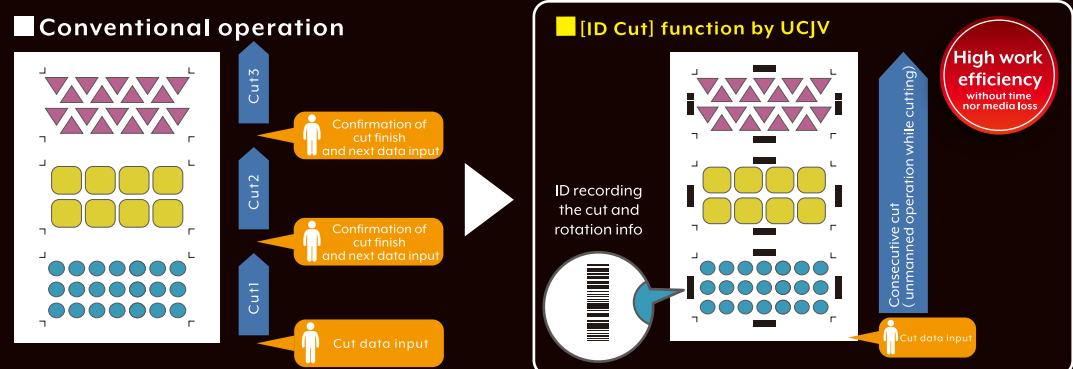 Conventional operation
Cut3
Confirmation of
cut finish
and next data input
Cut2
Confirmation of
cut finish
and next data input
Cut1
Cut data input
[ID Cut] function by UCJV
High work
efficiency
without time
nor media loss
ID recording
the cut and
rotation info
Consecutive cut
(unmanned operation while cutting)
Cut data input